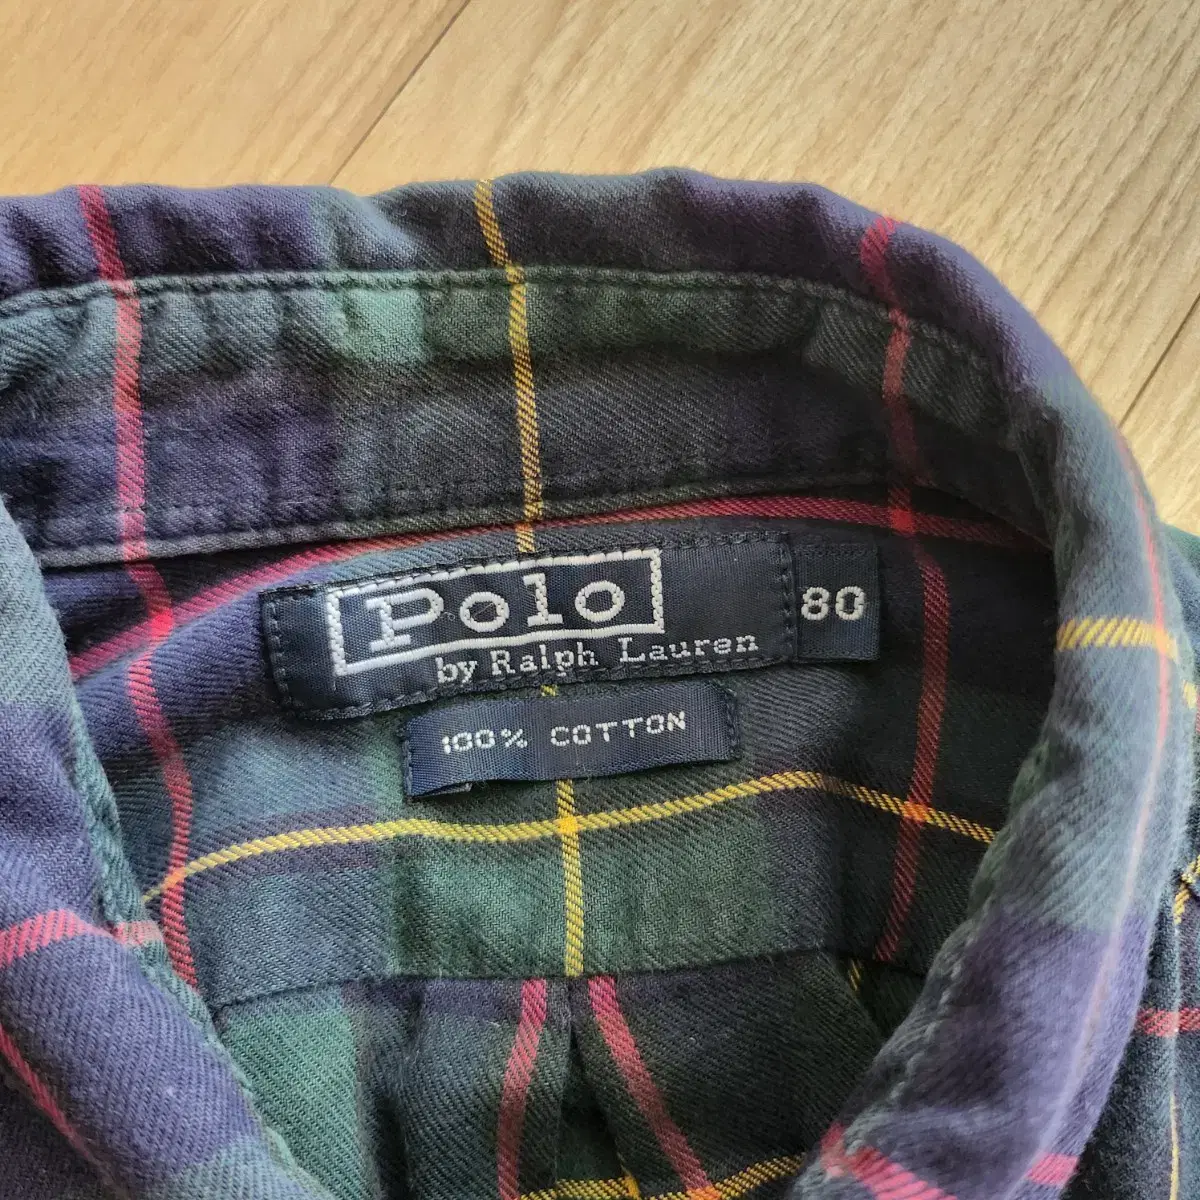 Polo
by Ralph Lauren
80
100% COTTON